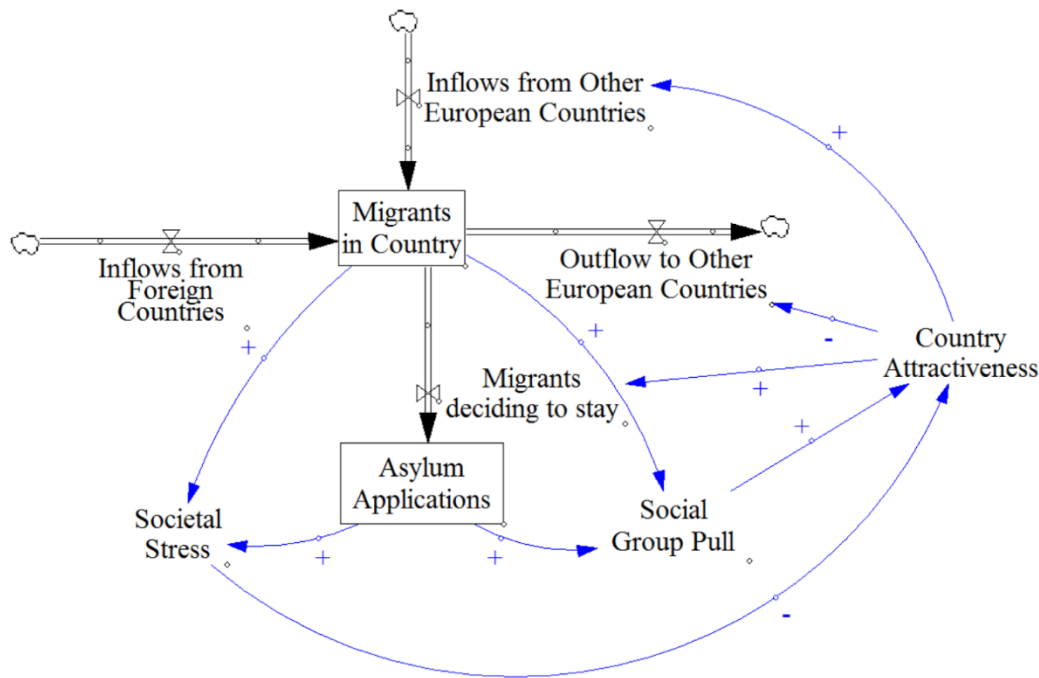 Inflows from Other
European Countries
+
Migrants
in Country
Inflows from
Foreign
Countries
Outflow to Other
European Countries
+
+
-
Country
Attractiveness
Migrants
deciding to stay
+
+
Asylum
Applications
Societal
Stress
Social
Group Pull
+
+
-